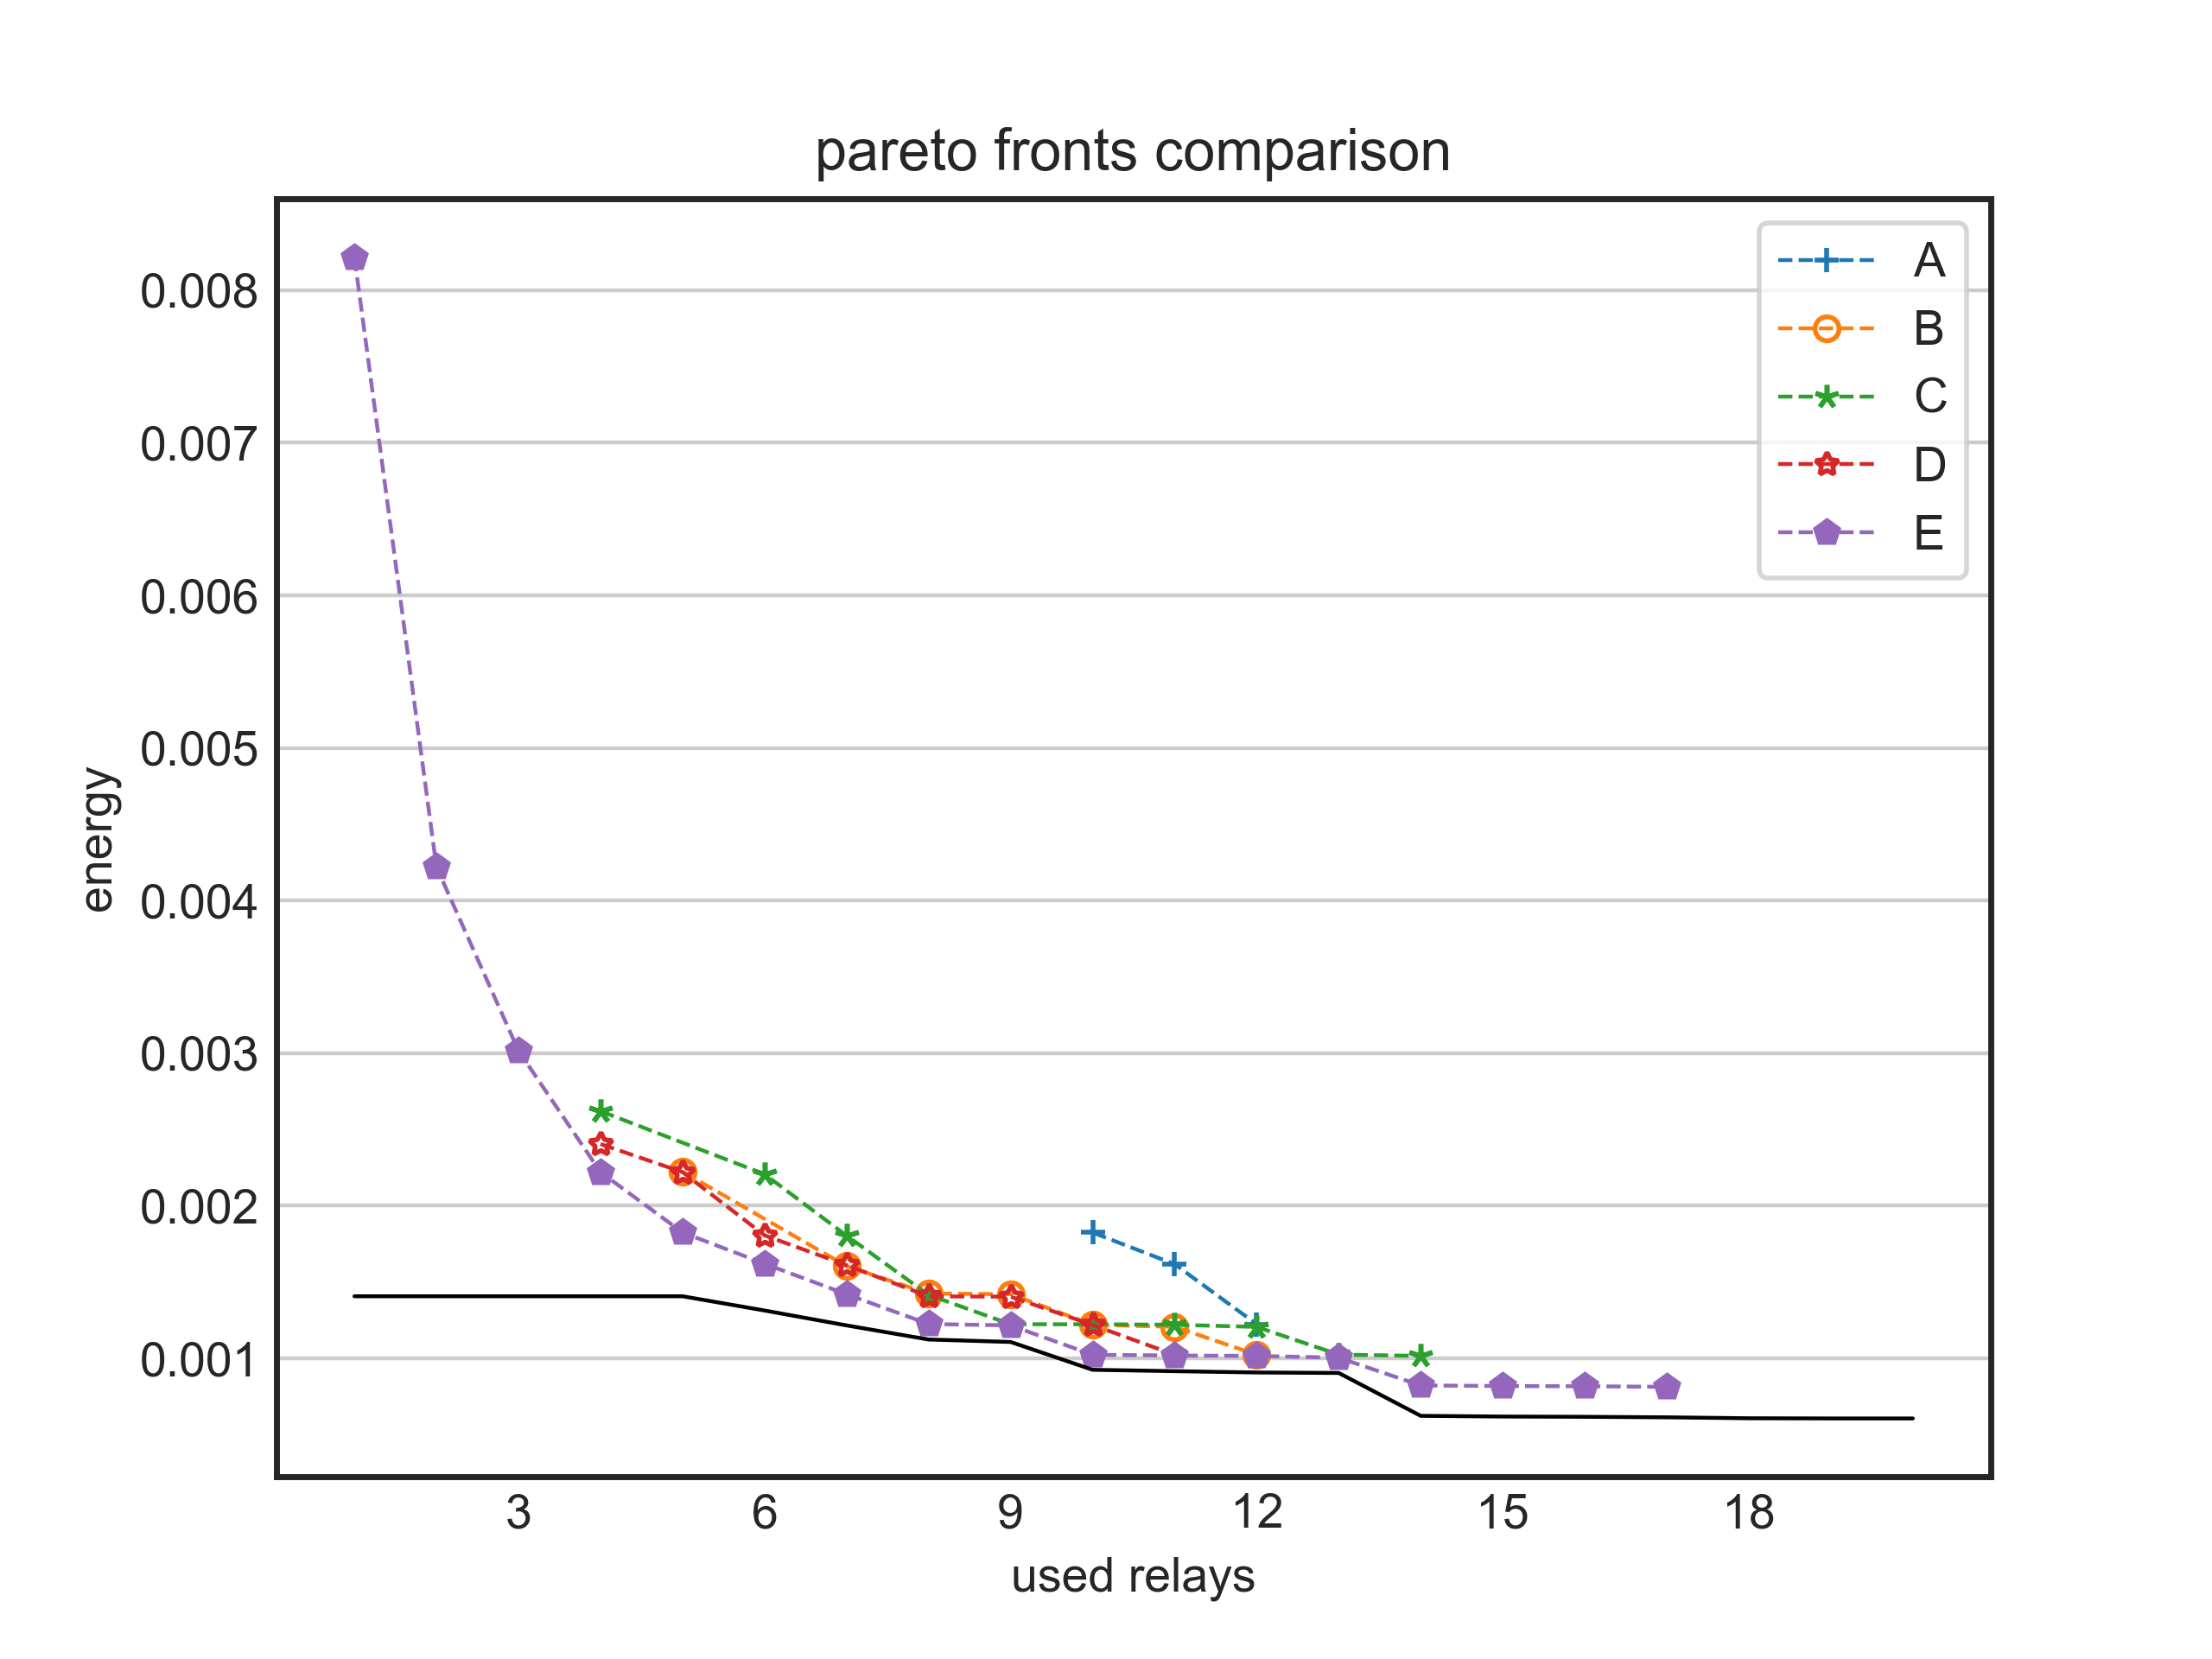 pareto fronts comparison
A
B
C
D
E
0.008
0.007
0.006
0.005
0.004
0.003
0.002
0.001
energy
3 6 9 12 15 18
used relays